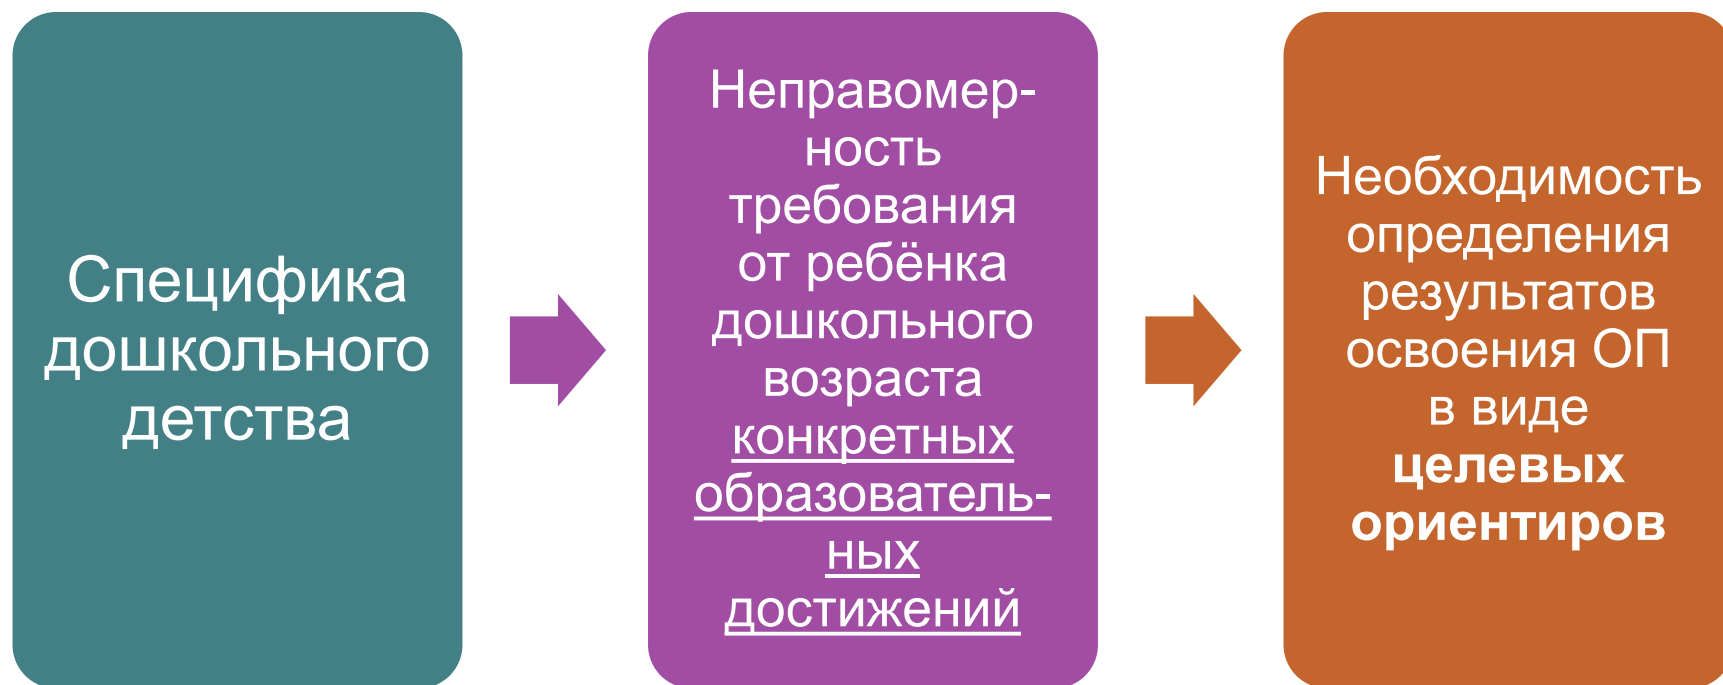 Специфика
дошкольного
детства
Неправомер-
ность
требования
от ребёнка
дошкольного
возраста
конкретных
образователь-
ных
достижений
Необходимость
определения
результатов
освоения ОП
в виде
целевых
ориентиров